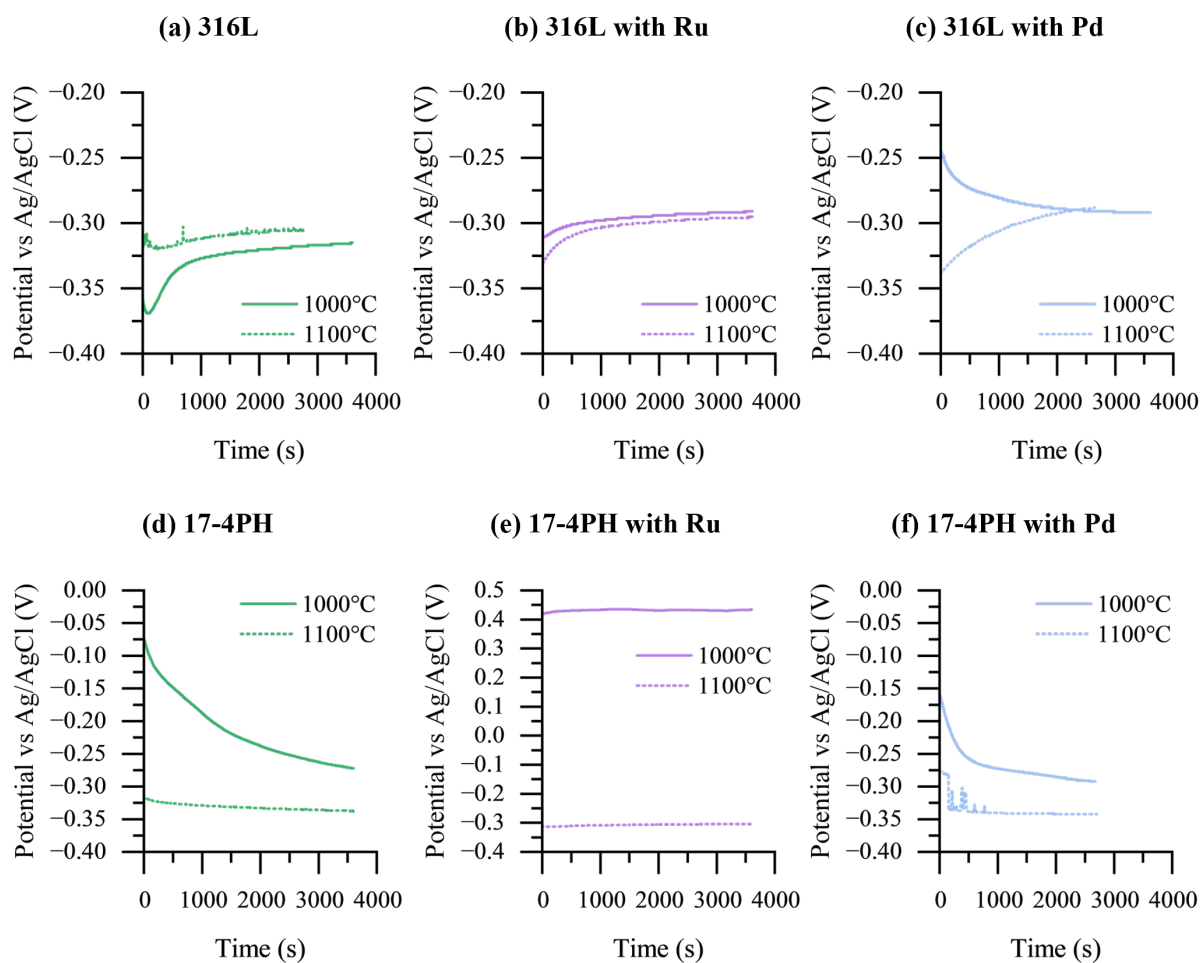 (a) 316L
Potential vs Ag/AgCl (V)
−0.20
−0.25
−0.30
−0.35
−0.40
1000°C
1100°C
0 1000 2000 3000 4000
Time (s)
(b) 316L with Ru
Potential vs Ag/AgCl (V)
−0.20
−0.25
−0.30
−0.35
−0.40
1000°C
1100°C
0 1000 2000 3000 4000
Time (s)
(c) 316L with Pd
Potential vs Ag/AgCl (V)
−0.20
−0.25
−0.30
−0.35
−0.40
1000°C
1100°C
0 1000 2000 3000 4000
Time (s)
(d) 17-4PH
Potential vs Ag/AgCl (V)
0.00
−0.05
−0.10
−0.15
−0.20
−0.25
−0.30
−0.35
−0.40
1000°C
1100°C
0 1000 2000 3000 4000
Time (s)
(e) 17-4PH with Ru
Potential vs Ag/AgCl (V)
0.5
0.4
0.3
0.2
0.1
0.0
−0.1
−0.2
−0.3
−0.4
1000°C
1100°C
0 1000 2000 3000 4000
Time (s)
(f) 17-4PH with Pd
Potential vs Ag/AgCl (V)
0.00
−0.05
−0.10
−0.15
−0.20
−0.25
−0.30
−0.35
−0.40
1000°C
1100°C
0 1000 2000 3000 4000
Time (s)